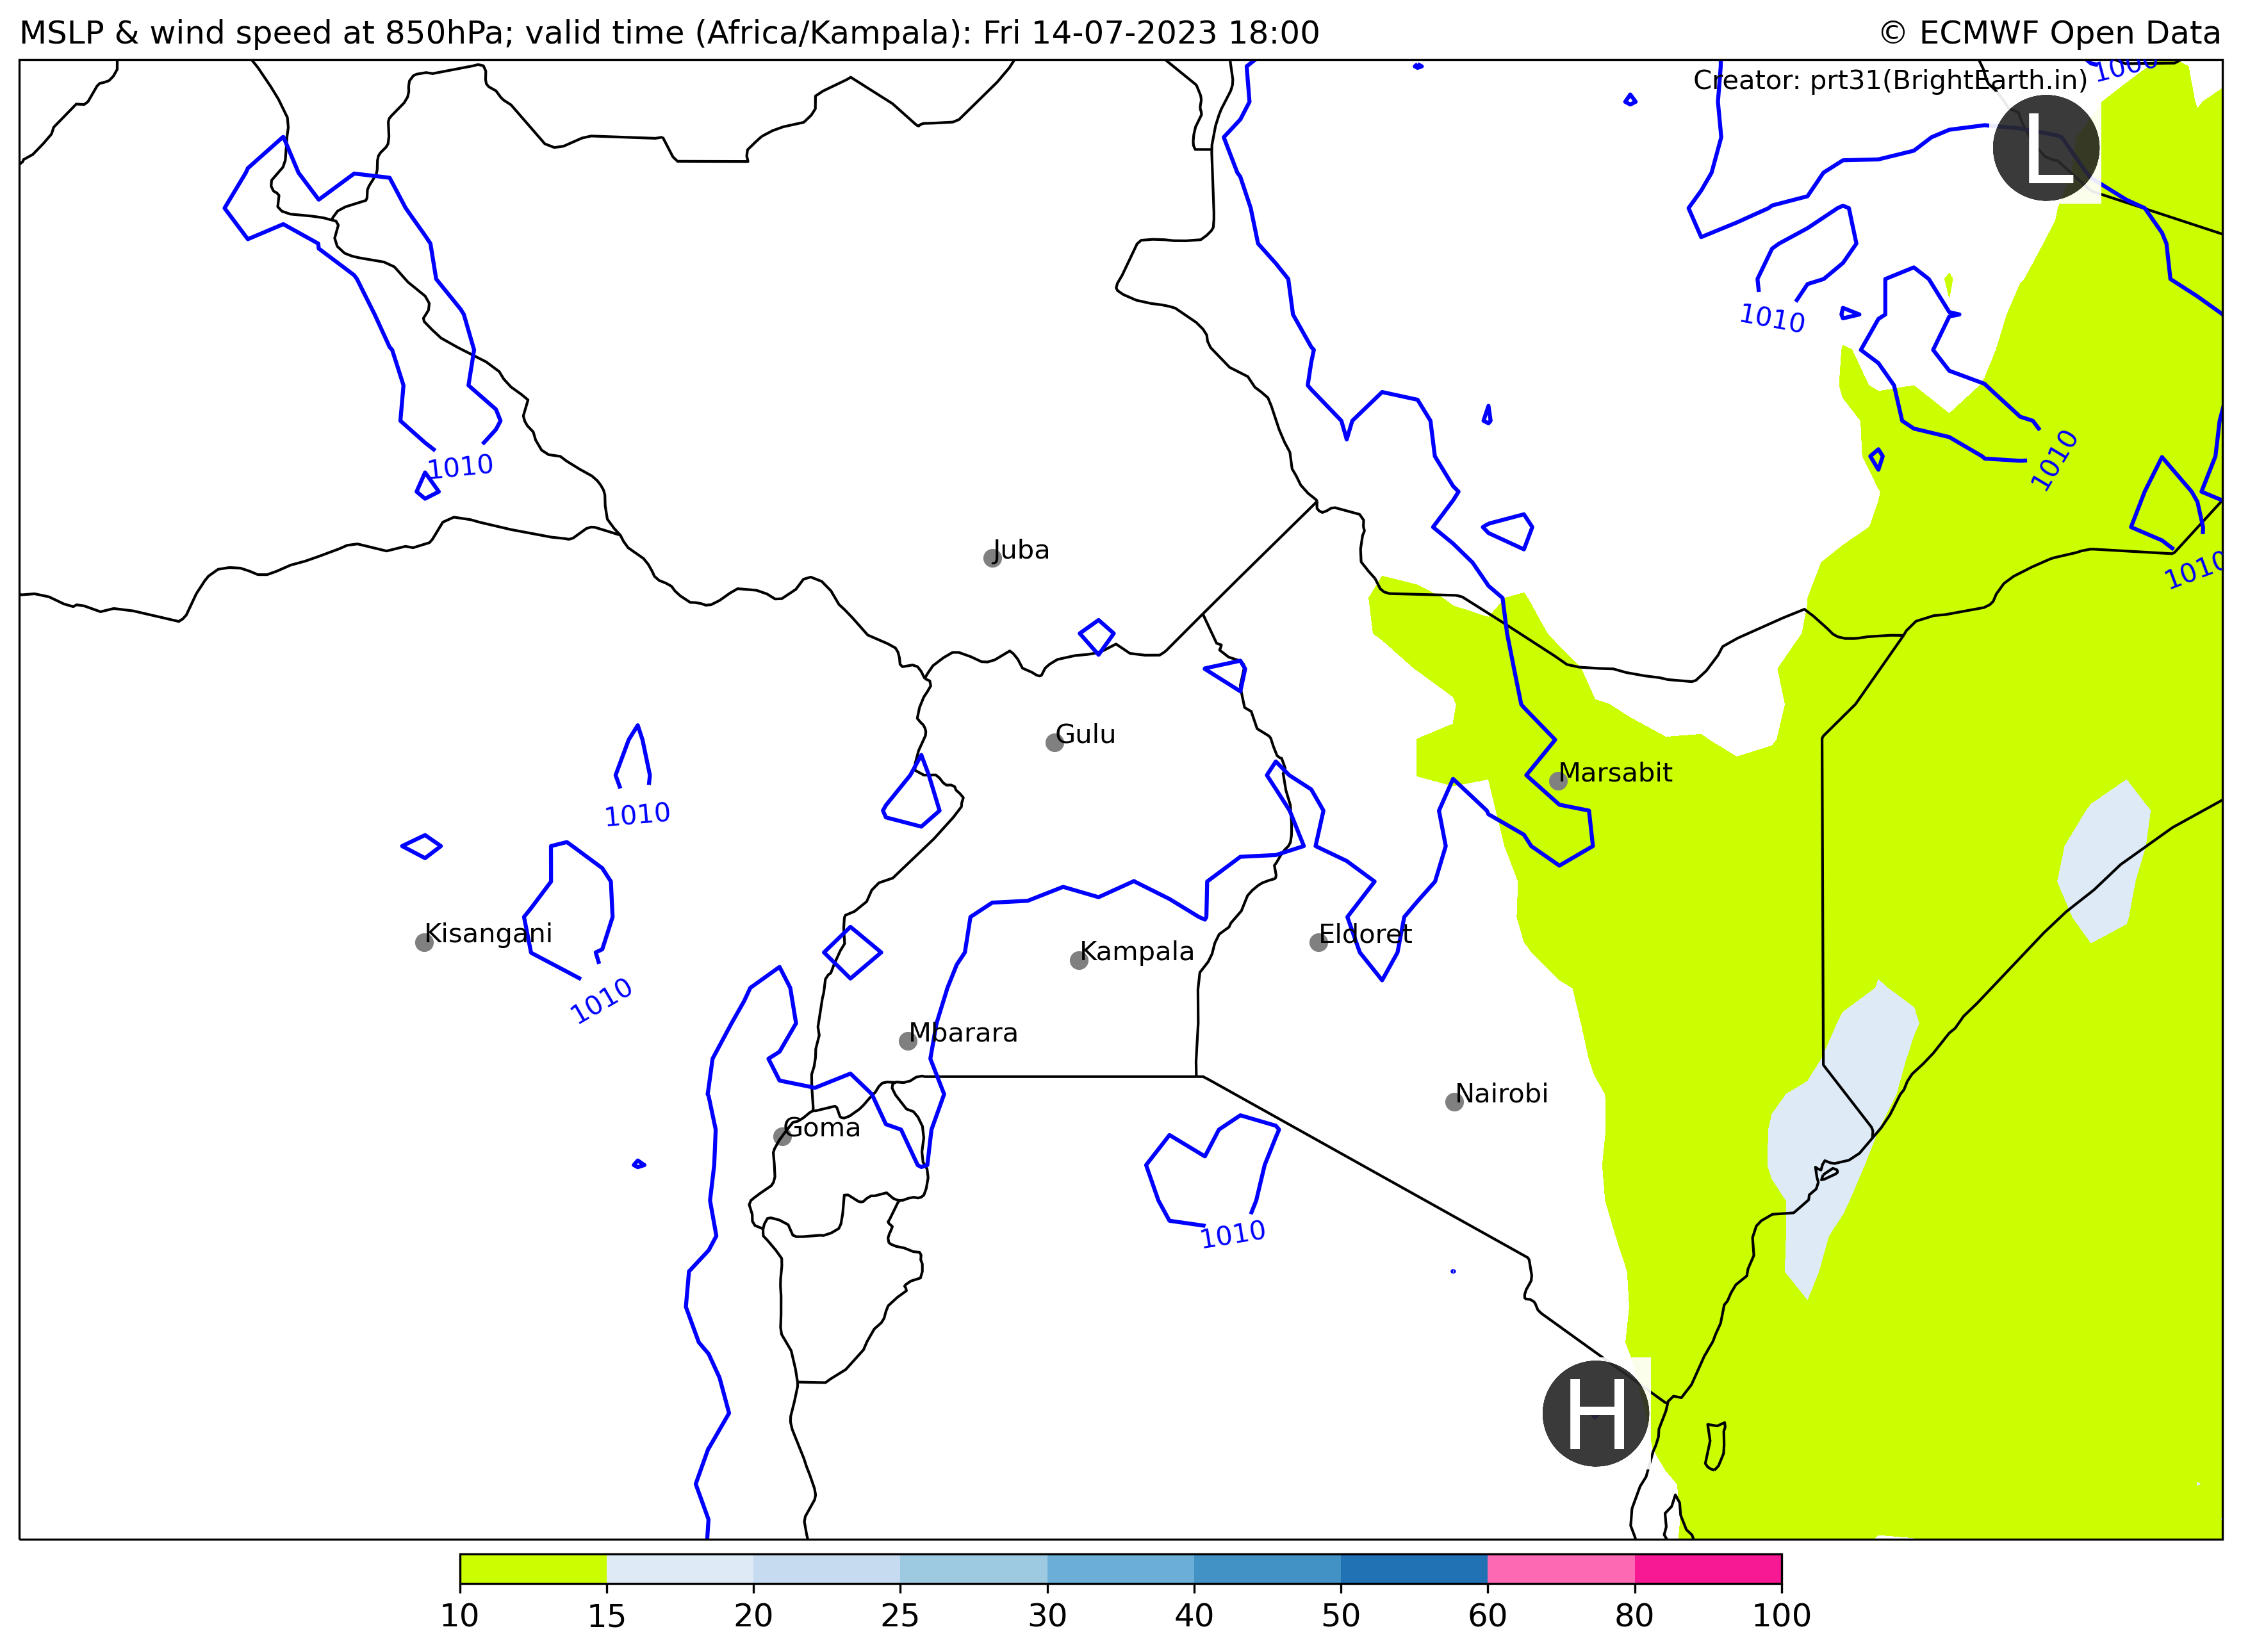 MSLP & wind speed at 850hPa; valid time (Africa/Kampala): Fri 14-07-2023 18:00
© ECMWF Open Data
Creator: prt31(BrightEarth.in)
L
1010
1010
1010
1010
Juba
1010
Gulu
Marsabit
1010
Kisangani
Eldoret
Kampala
1010
Mbarara
Nairobi
Goma
1010
H
10 15 20 25 30 40 50 60 80 100